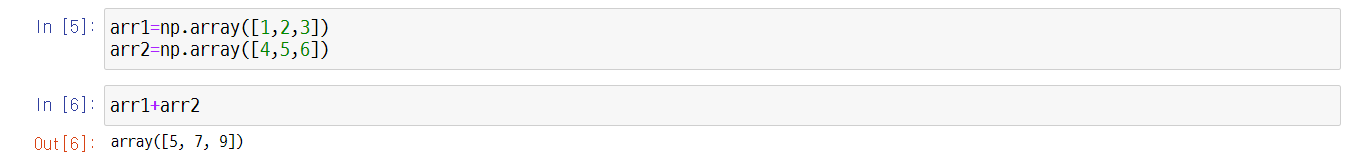 In [5]: arr1=np.array([1,2,3])
arr2=np.array([4,5,6])
In [6]: arr1+arr2
Out[6]: array([5, 7, 9])